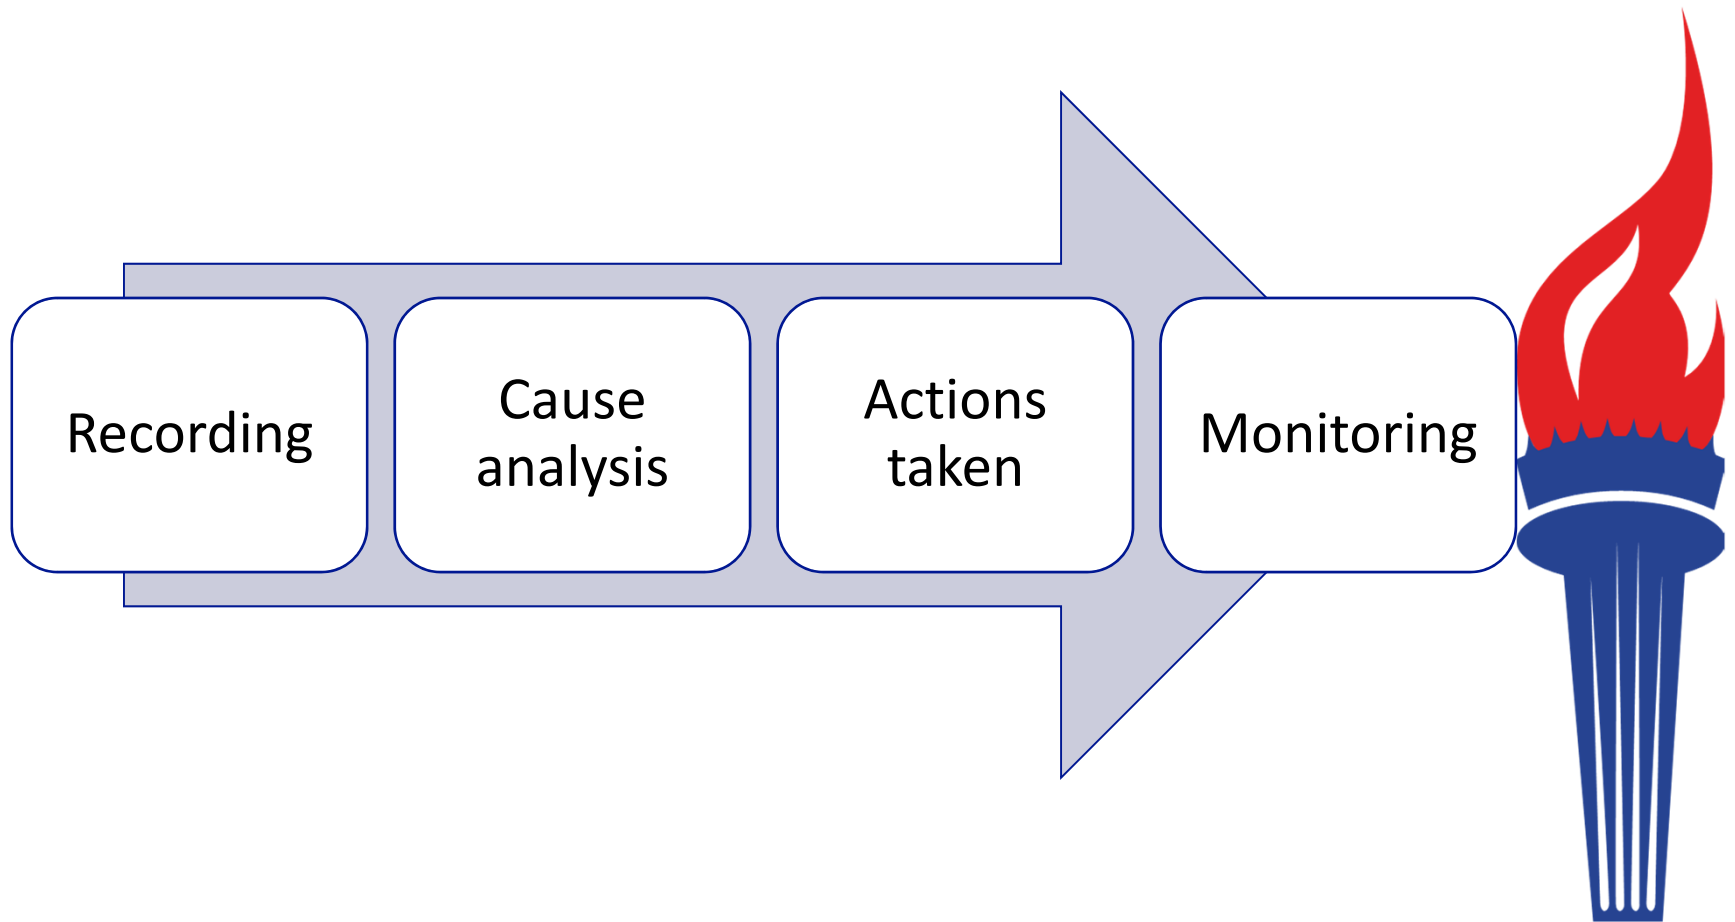 Recording
Cause
analysis
Actions
taken
Monitoring